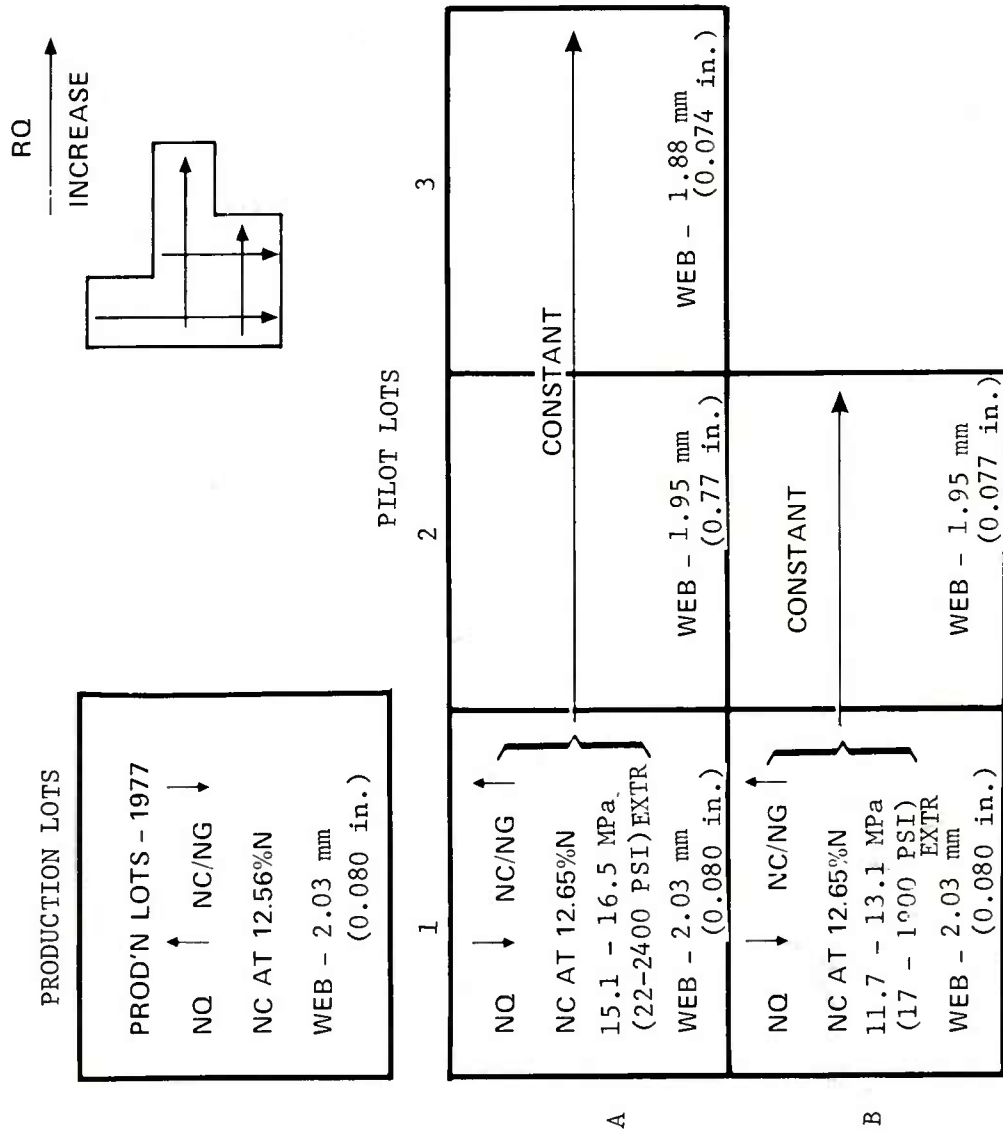 PRODUCTION LOTS
PROD'N LOTS – 1977
NQ ↑ NC/NG ↓
NC AT 12.56%N
WEB – 2.03 mm
(0.080 in.)
RQ
INCREASE
PILOT LOTS
1
2
3
A
NQ ↓ NC/NG ↑
NC AT 12.65%N
15.1 – 16.5 MPa
(22–2400 PSI) EXTR
WEB – 2.03 mm
(0.080 in.)
CONSTANT
WEB – 1.95 mm
(0.77 in.)
WEB – 1.88 mm
(0.074 in.)
B
NQ ↓ NC/NG ↑
NC AT 12.65%N
11.7 – 13.1 MPa
(17 – PSI)
EXTR
WEB – 2.03 mm
(0.080 in.)
CONSTANT
WEB – 1.95 mm
(0.077 in.)